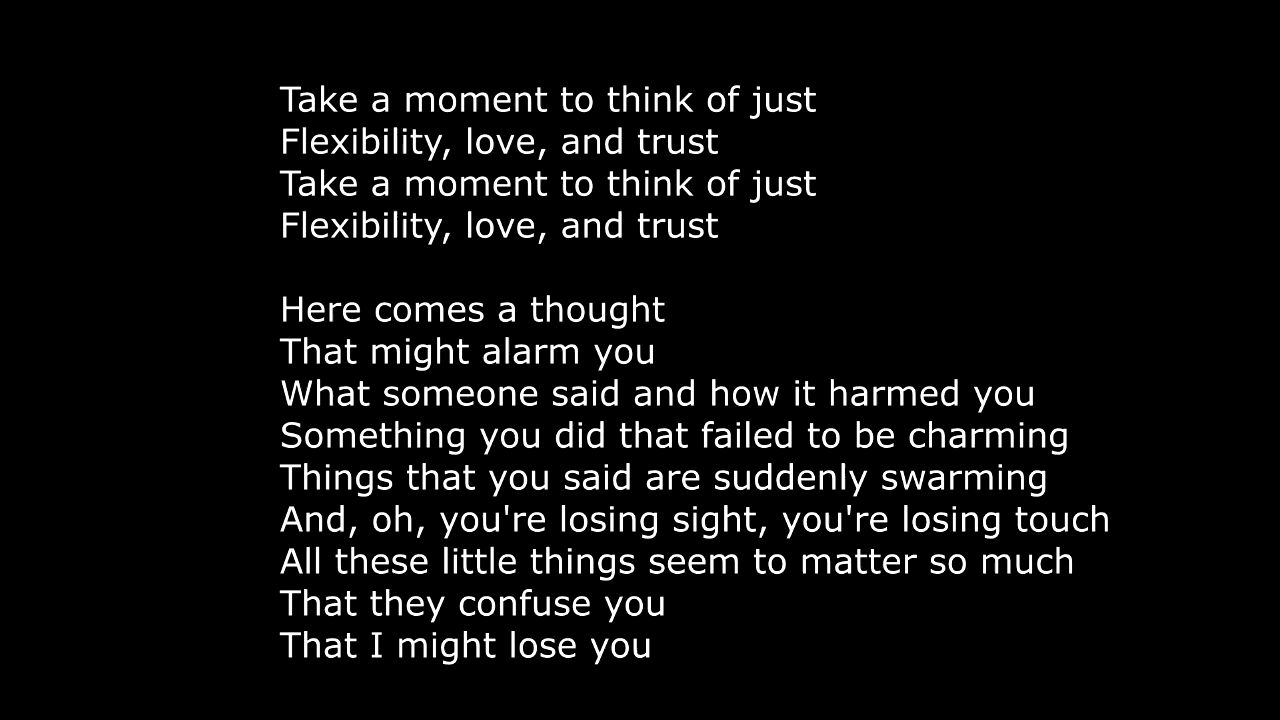 Take a moment to think of just
Flexibility, love, and trust
Take a moment to think of just
Flexibility, love, and trust

Here comes a thought
That might alarm you
What someone said and how it harmed you
Something you did that failed to be charming
Things that you said are suddenly swarming
And, oh, you're losing sight, you're losing touch
All these little things seem to matter so much
That they confuse you
That I might lose you